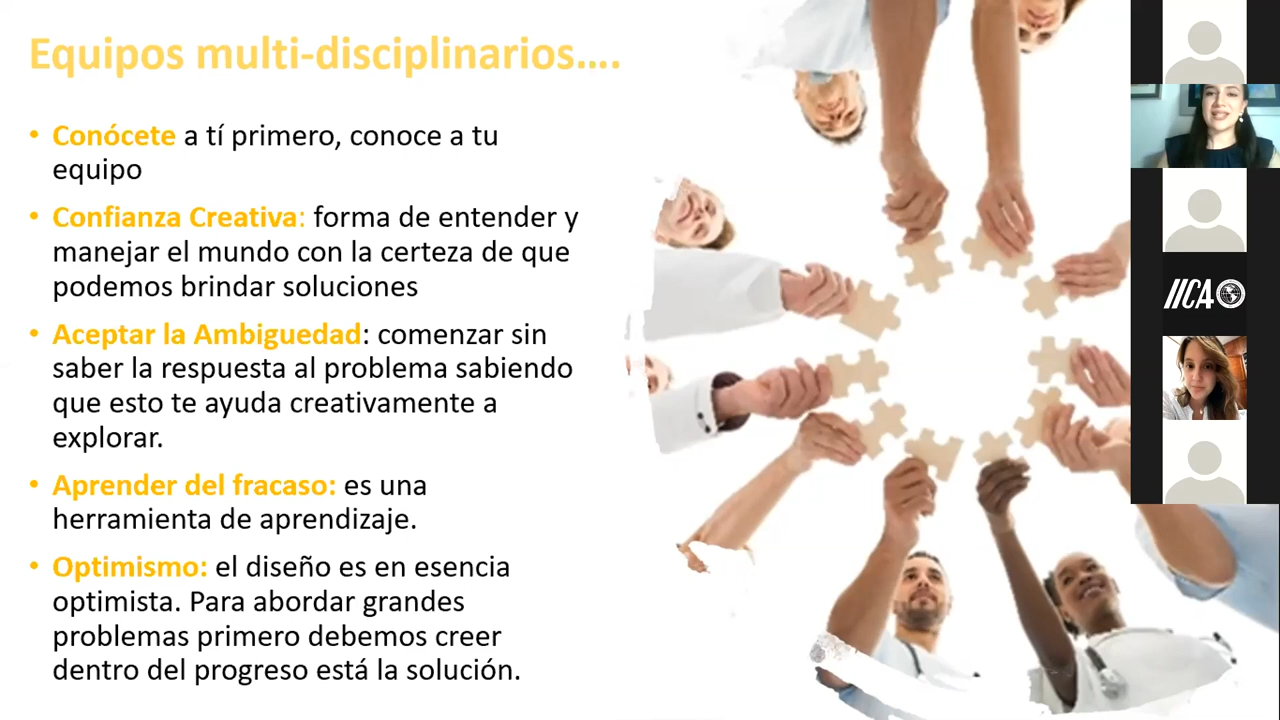 Equipos multi-disciplinarios....
• Conócete a tí primero, conoce a tu
equipo
• Confianza Creativa: forma de entender y
manejar el mundo con la certeza de que
podemos brindar soluciones
• Aceptar la Ambiguedad: comenzar sin
saber la respuesta al problema sabiendo
que esto te ayuda creativamente a
explorar.
• Aprender del fracaso: es una
herramienta de aprendizaje.
• Optimismo: el diseño es en esencia
optimista. Para abordar grandes
problemas primero debemos creer
dentro del progreso está la solución.
IICA